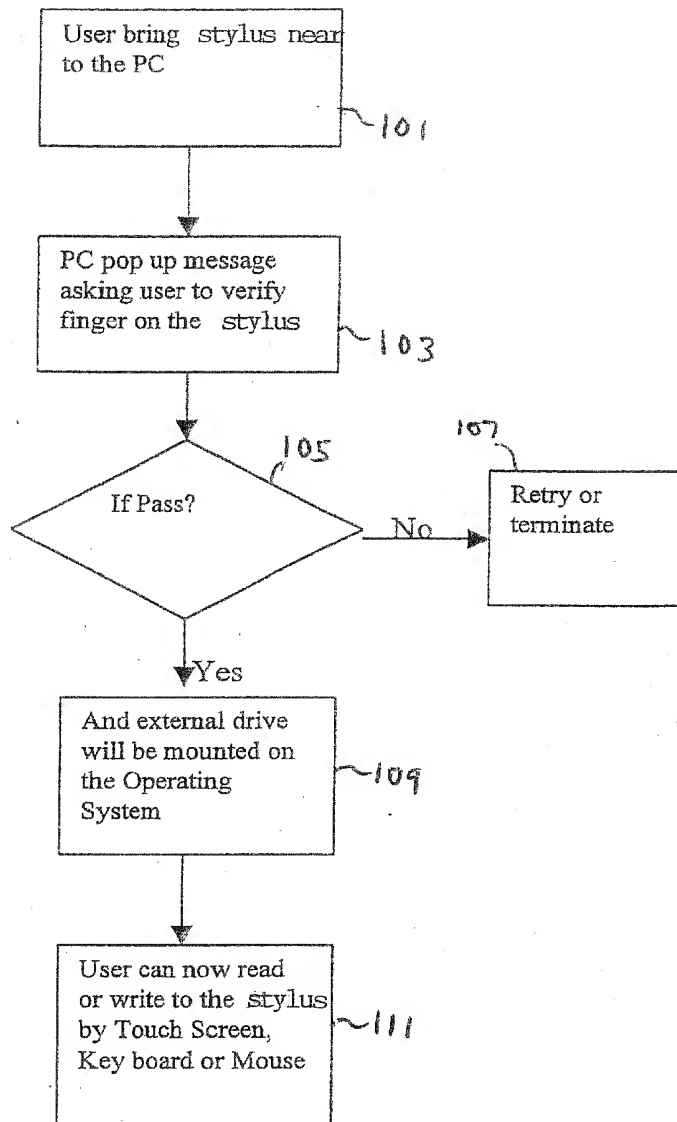 User bring stylus near
to the PC
101
PC pop up message
asking user to verify
finger on the stylus
103
105
If Pass?
No
107
Retry or
terminate
Yes
And external drive
will be mounted on
the Operating
System
109
User can now read
or write to the stylus
by Touch Screen,
Key board or Mouse
111